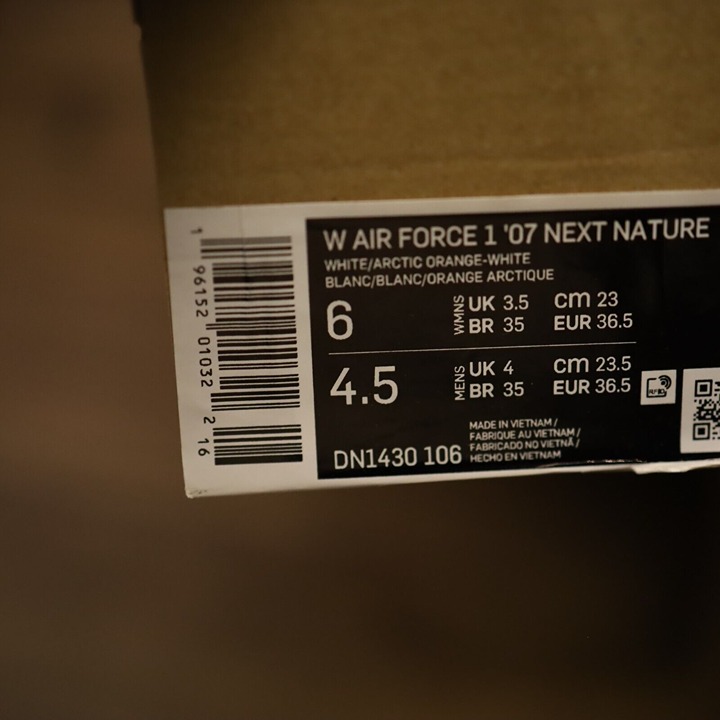 W AIR FORCE 1 '07 NEXT NATURE
WHITE/ARCTIC ORANGE-WHITE
BLANC/BLANC/ORANGE ARCTIQUE
6 WMNS UK 3.5 cm 23
BR 35 EUR 36.5
4.5 MENS UK 4 cm 23.5
BR 35 EUR 36.5
DN1430 106
MADE IN VIETNAM /
FABRIQUE AU VIETNAM /
FABRICADO NO VIETNÃ /
HECHO EN VIETNAM
1 96152 01032 2 16